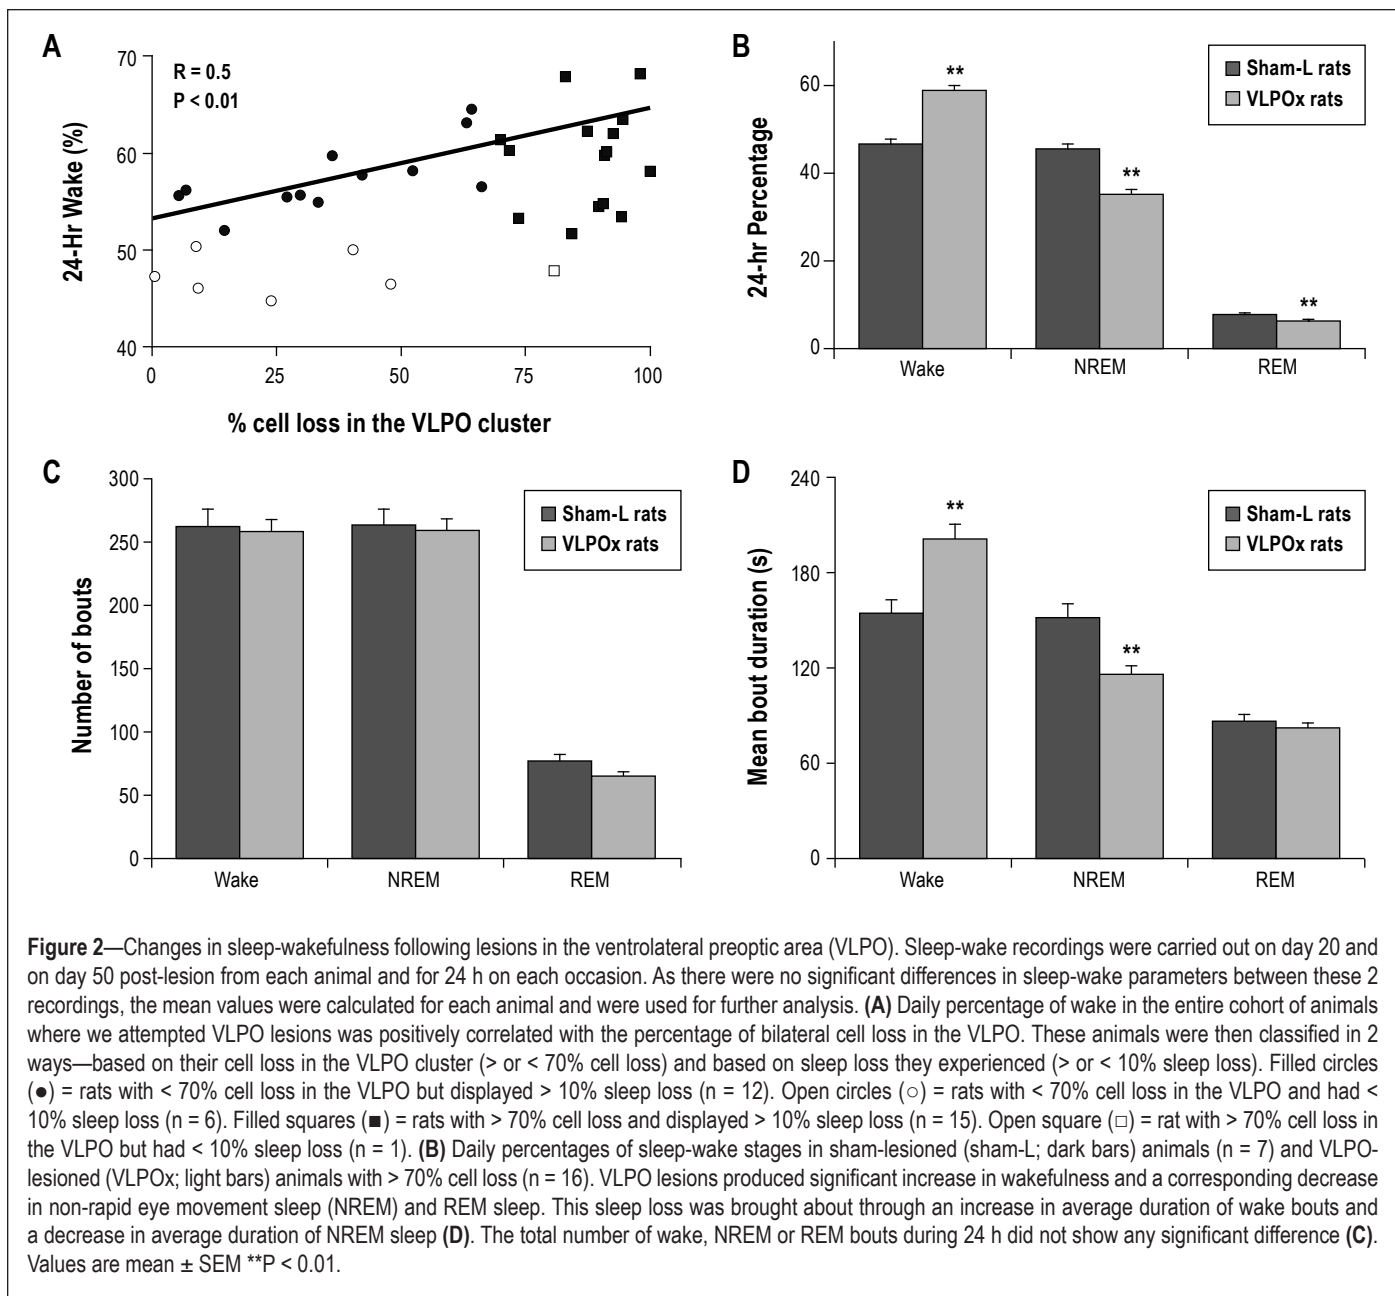 A
R = 0.5
P < 0.01
24-Hr Wake (%)
70
60
50
40
0
25
50
75
100
% cell loss in the VLPO cluster
B
Sham-L rats
VLPOx rats
24-hr Percentage
60
40
20
0
**
**
**
Wake
NREM
REM
C
Sham-L rats
VLPOx rats
Number of bouts
300
250
200
150
100
50
0
Wake
NREM
REM
D
Sham-L rats
VLPOx rats
Mean bout duration (s)
240
180
120
60
0
**
**
Wake
NREM
REM
Figure 2—Changes in sleep-wakefulness following lesions in the ventrolateral preoptic area (VLPO). Sleep-wake recordings were carried out on day 20 and
on day 50 post-lesion from each animal and for 24 h on each occasion. As there were no significant differences in sleep-wake parameters between these 2
recordings, the mean values were calculated for each animal and were used for further analysis. (A) Daily percentage of wake in the entire cohort of animals
where we attempted VLPO lesions was positively correlated with the percentage of bilateral cell loss in the VLPO. These animals were then classified in 2
ways—based on their cell loss in the VLPO cluster (> or < 70% cell loss) and based on sleep loss they experienced (> or < 10% sleep loss). Filled circles
(●) = rats with < 70% cell loss in the VLPO but displayed > 10% sleep loss (n = 12). Open circles (○) = rats with < 70% cell loss in the VLPO and had <
10% sleep loss (n = 6). Filled squares (■) = rats with > 70% cell loss and displayed > 10% sleep loss (n = 15). Open square (□) = rat with > 70% cell loss in
the VLPO but had < 10% sleep loss (n = 1). (B) Daily percentages of sleep-wake stages in sham-lesioned (sham-L; dark bars) animals (n = 7) and VLPO-
lesioned (VLPOx; light bars) animals with > 70% cell loss (n = 16). VLPO lesions produced significant increase in wakefulness and a corresponding decrease
in non-rapid eye movement sleep (NREM) and REM sleep. This sleep loss was brought about through an increase in average duration of wake bouts and
a decrease in average duration of NREM sleep (D). The total number of wake, NREM or REM bouts during 24 h did not show any significant difference (C).
Values are mean ± SEM **P < 0.01.